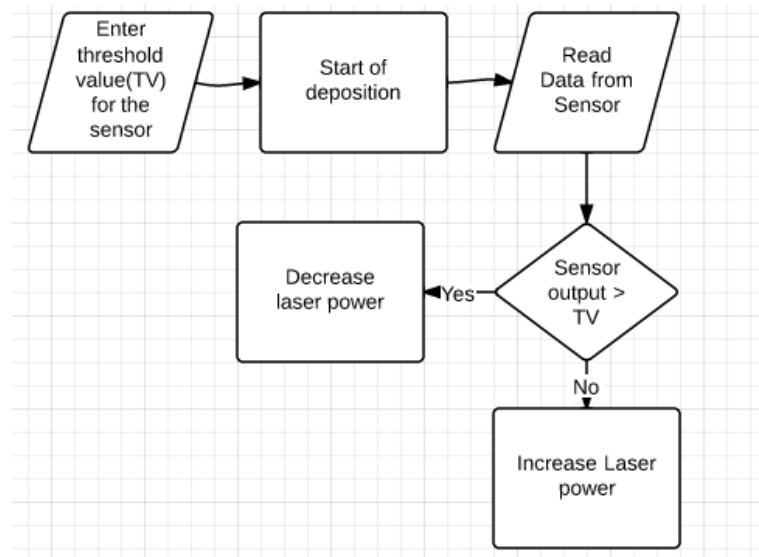 Enter
threshold
value(TV)
for the
sensor
Start of
deposition
Read
Data from
Sensor
Sensor
output >
TV
Yes
Decrease
laser power
No
Increase Laser
power